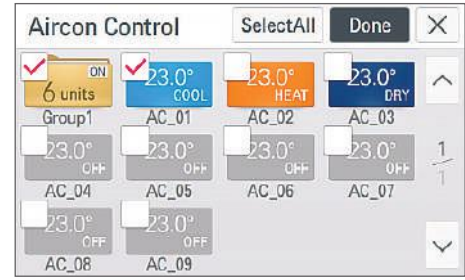 Aircon Control SelectAll Done
ON
6 units 23.0° COOL 23.0° HEAT 23.0° DRY
Group1 AC_01 AC_02 AC_03
23.0° OFF 23.0° OFF 23.0° OFF 23.0° OFF
AC_04 AC_05 AC_06 AC_07
23.0° OFF 23.0° OFF
AC_08 AC_09
1
1